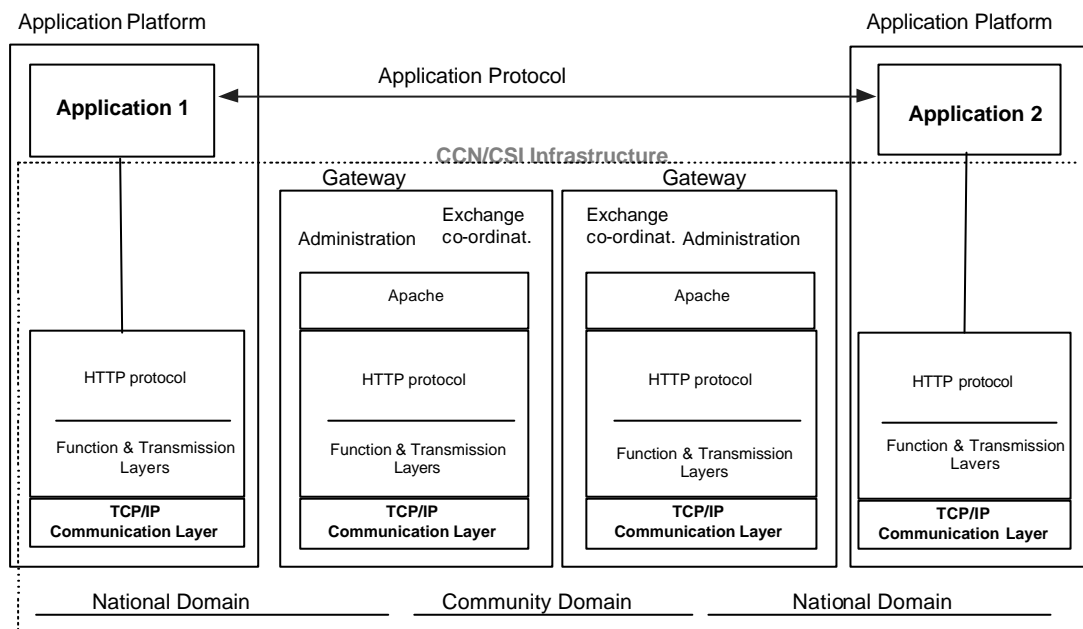 Application Platform
Application Platform
Application Protocol
Application 1
Application 2
CCN/CSI Infrastructure
Gateway
Gateway
Administration
Exchange
co-ordinat.
Exchange
co-ordinat.
Administration
Apache
Apache
HTTP protocol
HTTP protocol
HTTP protocol
HTTP protocol
Function & Transmission
Layers
Function & Transmission
Layers
Function & Transmission
Layers
Function & Transmission
Lavers
TCP/IP
Communication Layer
TCP/IP
Communication Layer
TCP/IP
Communication Layer
TCP/IP
Communication Layer
National Domain
Community Domain
National Domain